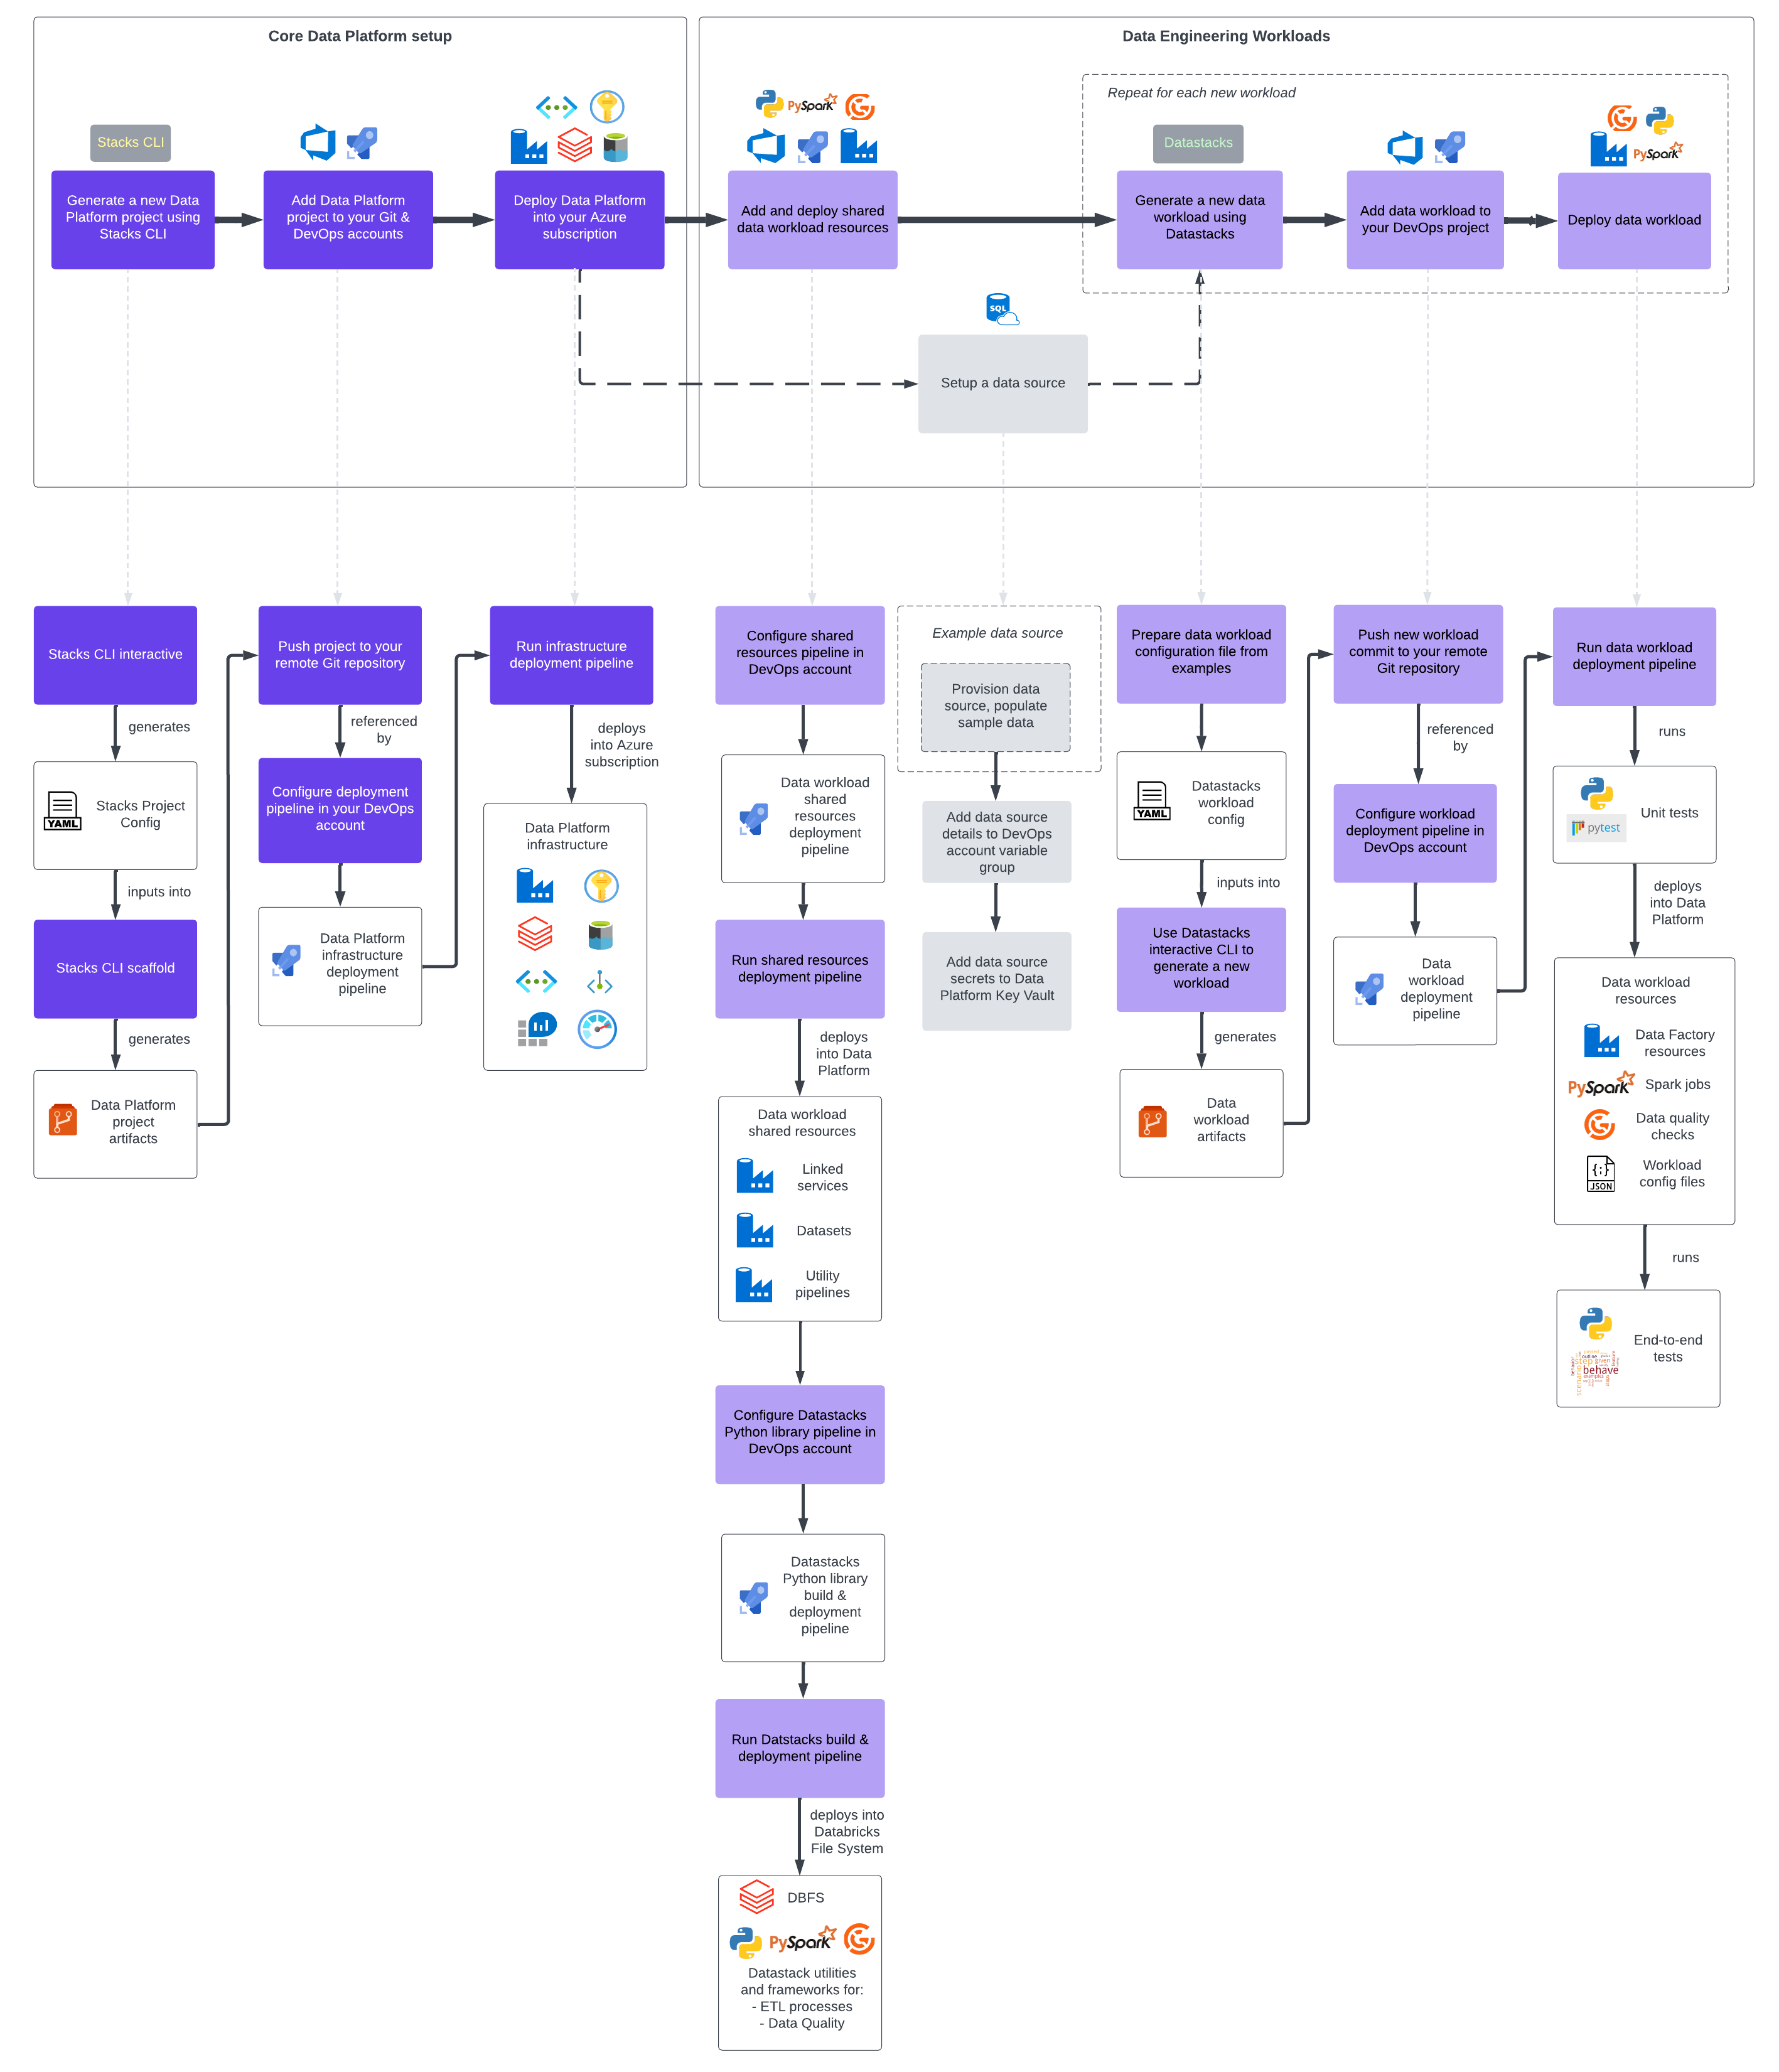 Core Data Platform setup
Data Engineering Workloads
Repeat for each new workload
Stacks CLI
PySpark
Datastacks
PySpark
Generate a new Data
Platform project using
Stacks CLI
Add Data Platform
project to your Git &
DevOps accounts
Deploy Data Platform
into your Azure
subscription
Add and deploy shared
data workload resources
Generate a new data
workload using
Datastacks
Add data workload to
your DevOps project
Deploy data workload
SQL
Setup a data source
Stacks CLI interactive
generates
YAML
Stacks Project
Config
inputs into
Stacks CLI scaffold
generates
Data Platform
project
artifacts
Push project to your
remote Git repository
referenced
by
Configure deployment
pipeline in your DevOps
account
Data Platform
infrastructure
deployment
pipeline
Run infrastructure
deployment pipeline
deploys
into Azure
subscription
Data Platform
infrastructure
Configure shared
resources pipeline in
DevOps account
Data workload
shared
resources
deployment
pipeline
Run shared resources
deployment pipeline
deploys
into Data
Platform
Data workload
shared resources
Linked
services
Datasets
Utility
pipelines
Configure Datastacks
Python library pipeline in
DevOps account
Datastacks
Python library
build &
deployment
pipeline
Run Datstacks build &
deployment pipeline
deploys into
Databricks
File System
DBFS
PySpark
Datastack utilities
and frameworks for:
- ETL processes
- Data Quality
Example data source
Provision data
source, populate
sample data
Add data source
details to DevOps
account variable
group
Add data source
secrets to Data
Platform Key Vault
Prepare data workload
configuration file from
examples
YAML
Datastacks
workload
config
inputs into
Use Datastacks
interactive CLI to
generate a new
workload
generates
Data
workload
artifacts
Push new workload
commit to your remote
Git repository
referenced
by
Configure workload
deployment pipeline in
DevOps account
Data
workload
deployment
pipeline
Run data workload
deployment pipeline
runs
pytest
Unit tests
deploys
into Data
Platform
Data workload
resources
Data Factory
resources
PySpark
Spark jobs
Data quality
checks
{;}
.JSON
Workload
config files
runs
End-to-end
tests
outline
step
given
behave
examples
scenario